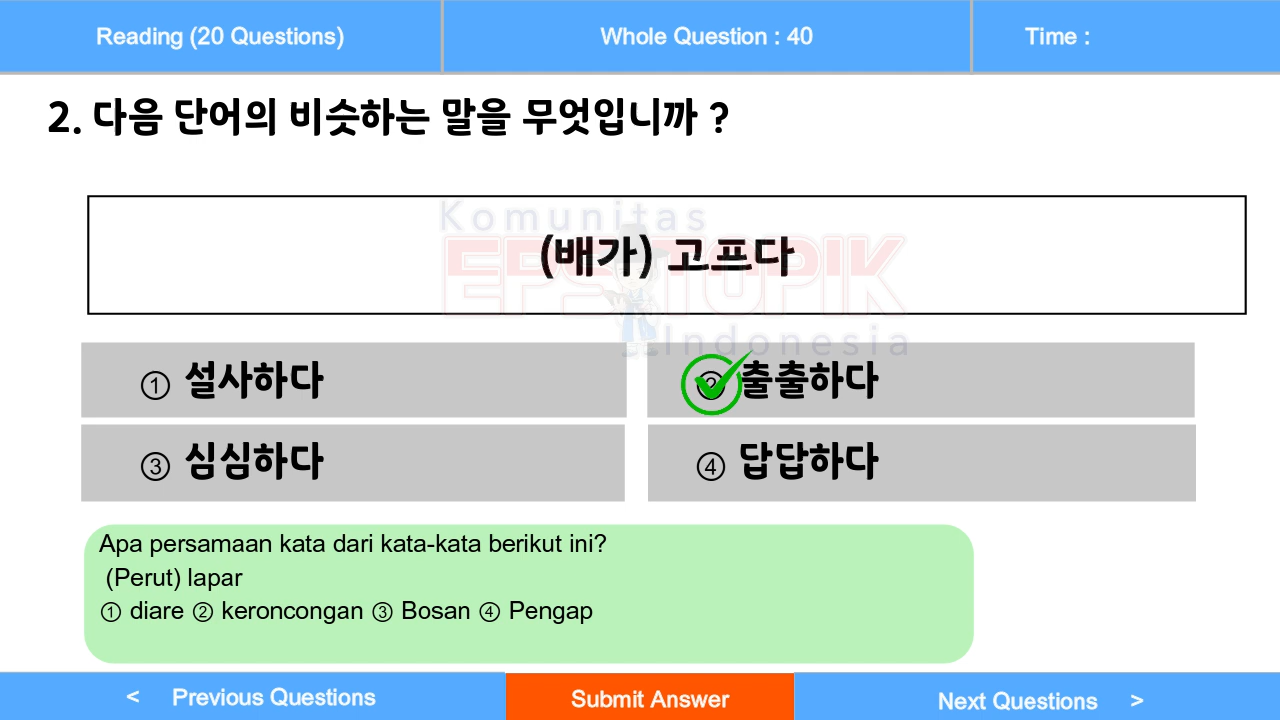 Reading (20 Questions)
Whole Question : 40
Time :
2. 다음 단어의 비슷하는 말을 무엇입니까 ?
Komunitas
EPS TOPIK
Indonesia
(배가) 고프다
① 설사하다
② 출출하다
③ 심심하다
④ 답답하다
Apa persamaan kata dari kata-kata berikut ini?
(Perut) lapar
① diare ② keroncongan ③ Bosan ④ Pengap
< Previous Questions
Submit Answer
Next Questions >